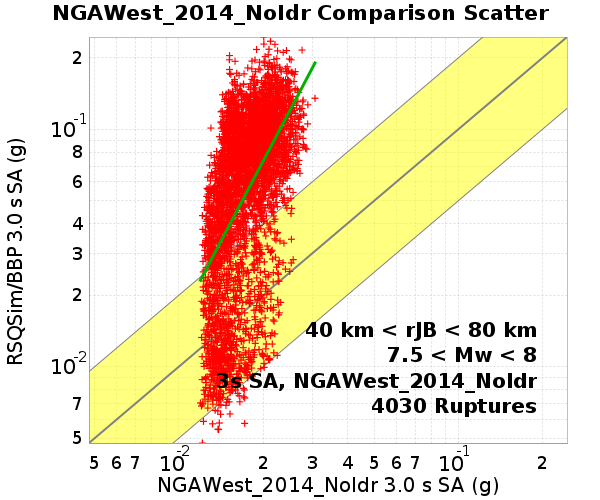 NGAWest_2014_NoIdr Comparison Scatter
RSQSim/BBP 3.0 s SA (g)
2
10-1
8
6
4
3
2
10-2
7
5
40 km < rJB < 80 km
7.5 < Mw < 8
3s SA, NGAWest_2014_NoIdr
4030 Ruptures
5 6 7 10-2 2 3 4 5 6 7 10-1 2
NGAWest_2014_NoIdr 3.0 s SA (g)